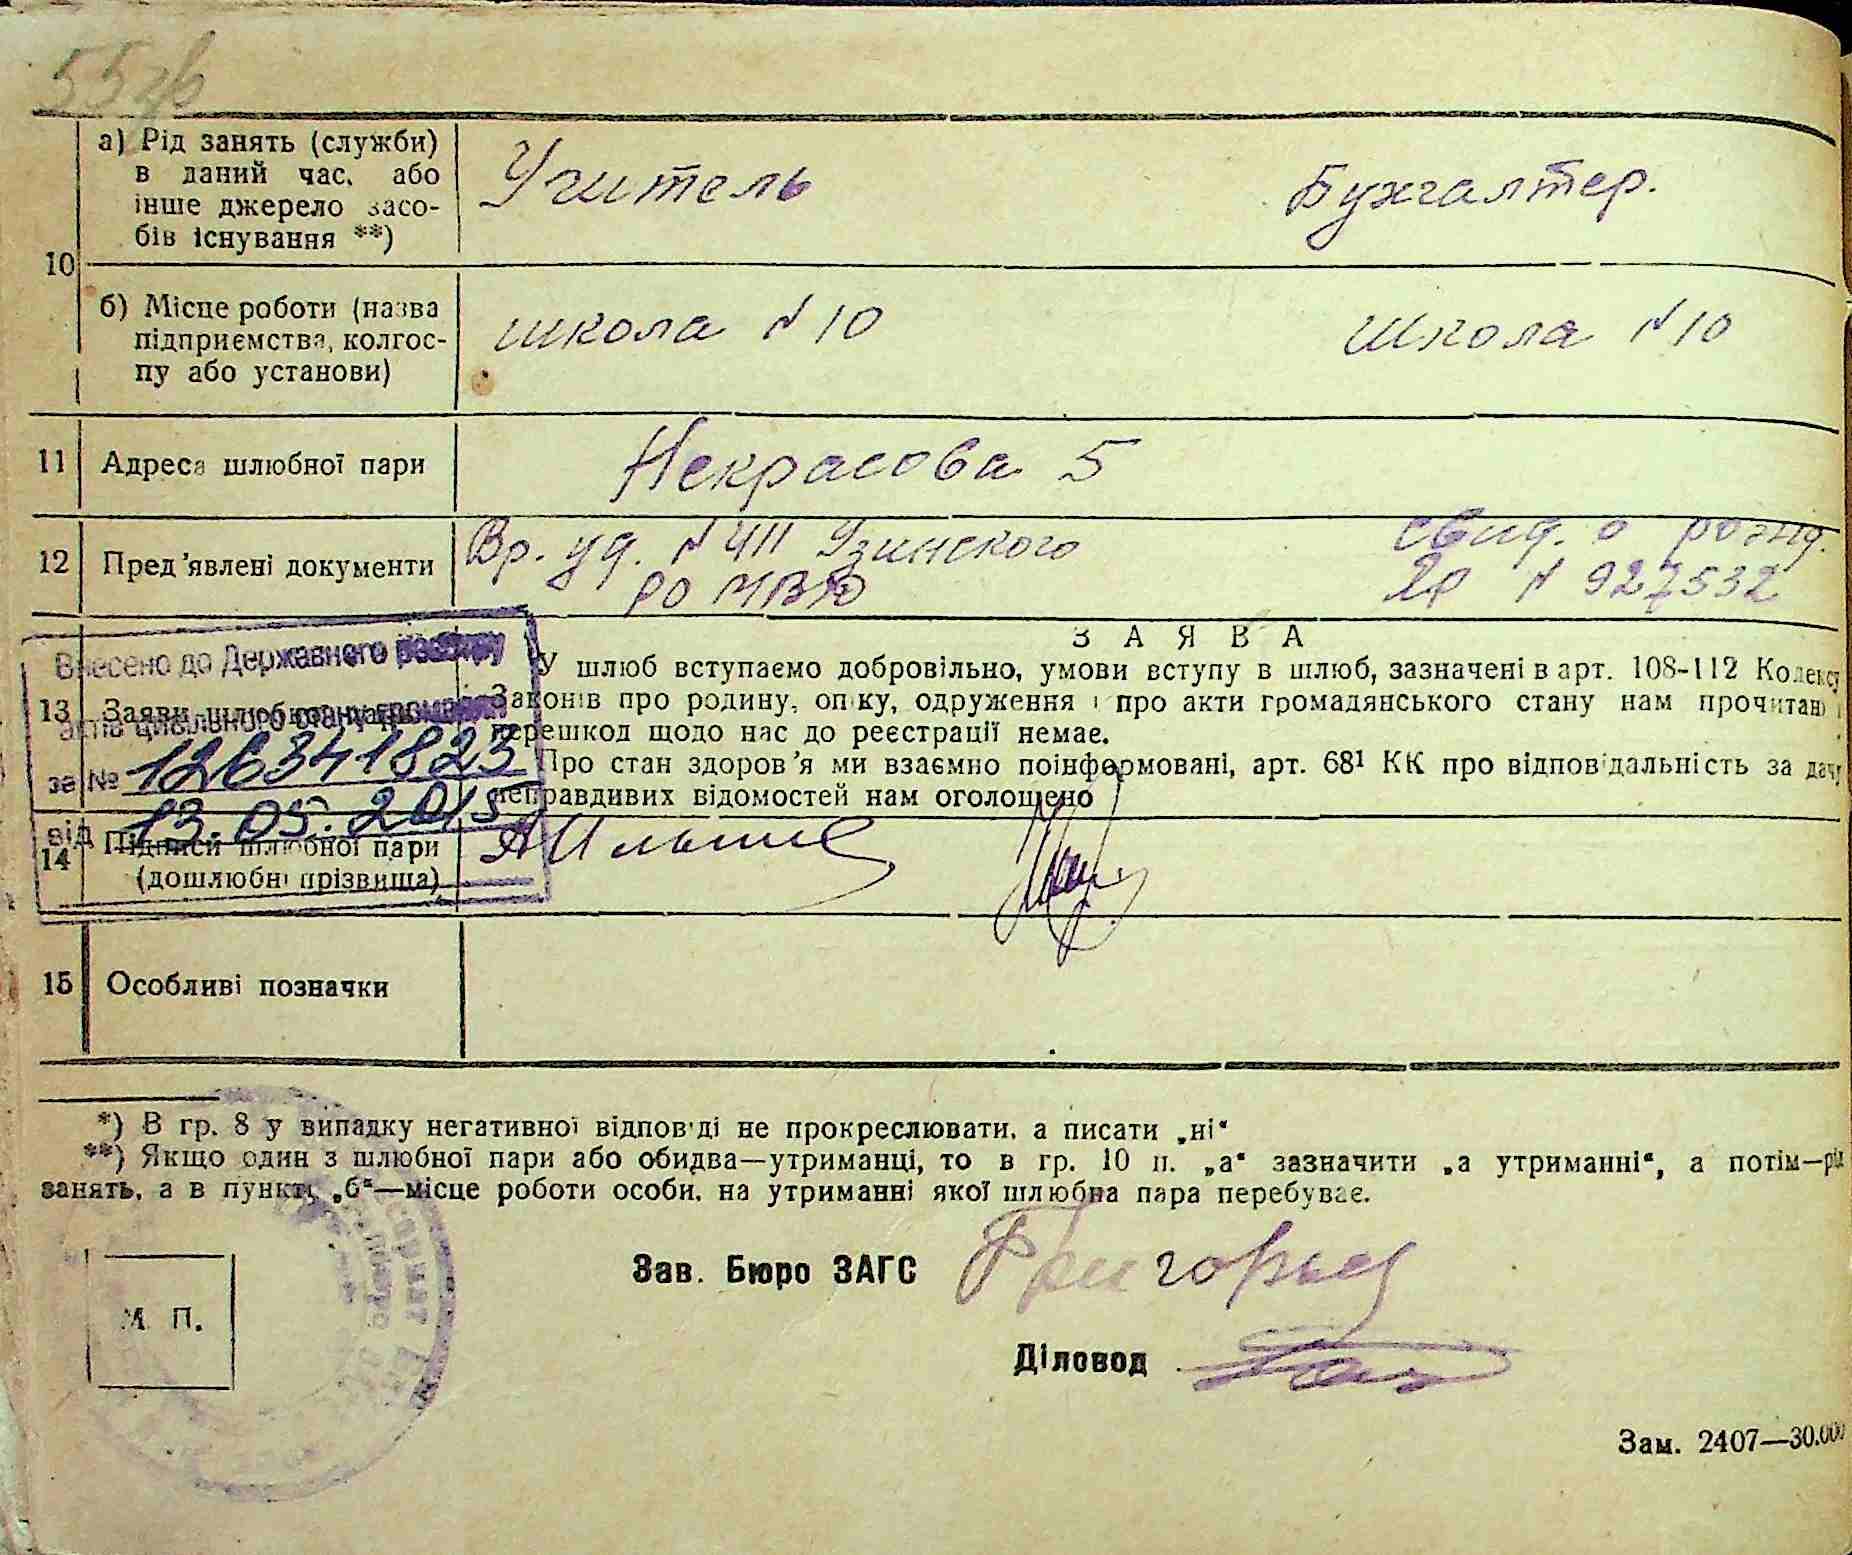 55
10
а) Рід занять (служби)
в даний час, або
інше джерело засо-
бів існування **)
Учитель
Бухгалтер.
б) Місце роботи (назва
підприємства, колгос-
пу або установи)
школа № 10
Школа № 10
11 Адреса шлюбної пари
Некрасова 5
12 Пред'явлені документи
Вр. уд. № 411 Узинского
РО МВД
свид. о рожд.
№ 927532
Внесено до Державного реєстру
актів цивільного стану громадян
за № 126341823
від 13.05.2015
13 Заяви шлюбної пари
ЗАЯВА
У шлюб вступаємо добровільно, умови вступу в шлюб, зазначені в арт. 108-112 Кодексу
Законів про родину, опіку, одруження і про акти громадянського стану нам прочитані і
перешкод щодо нас до реєстрації немає.
Про стан здоров'я ми взаємно поінформовані, арт. 68¹ КК про відповідальність за дачу
неправдивих відомостей нам оголошено
14 Підписи шлюбної пари
(дошлюбні прізвища)
15 Особливі позначки
*) В гр. 8 у випадку негативної відповіді не прокреслювати, а писати „ні“
**) Якщо один з шлюбної пари або обидва—утриманці, то в гр. 10 п. „а“ зазначити „а утриманні“, а потім—рід
занять, а в пункті „б“—місце роботи особи, на утриманні якої шлюбна пара перебуває.
М. П.
Зав. Бюро ЗАГС
Діловод
Зам. 2407—30.000